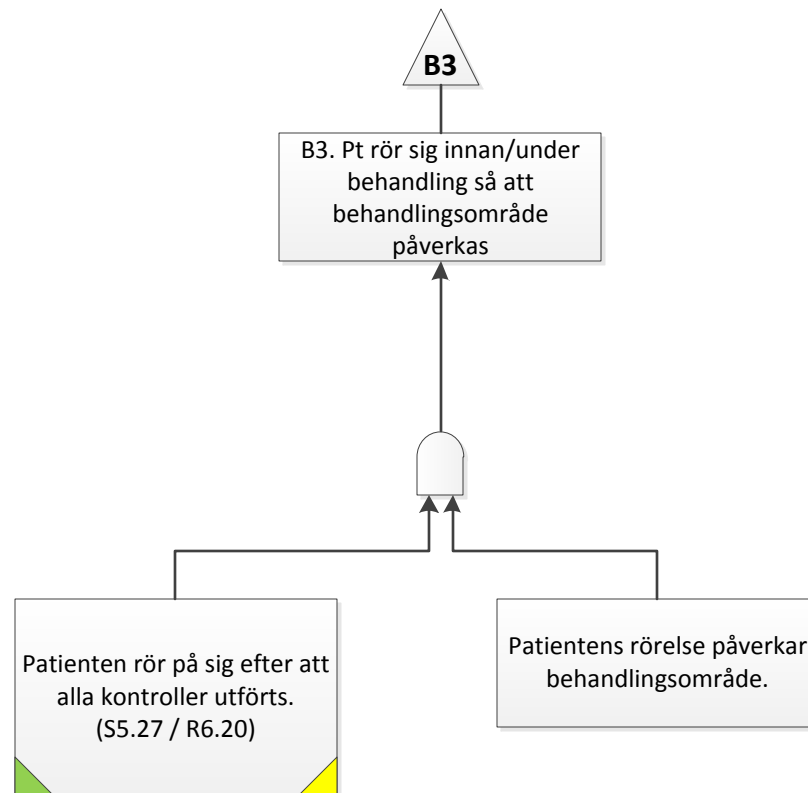 B3
B3. Pt rör sig innan/under
behandling så att
behandlingsområde
påverkas
Patienten rör på sig efter att
alla kontroller utförts.
(S5.27 / R6.20)
Patientens rörelse påverkar
behandlingsområde.